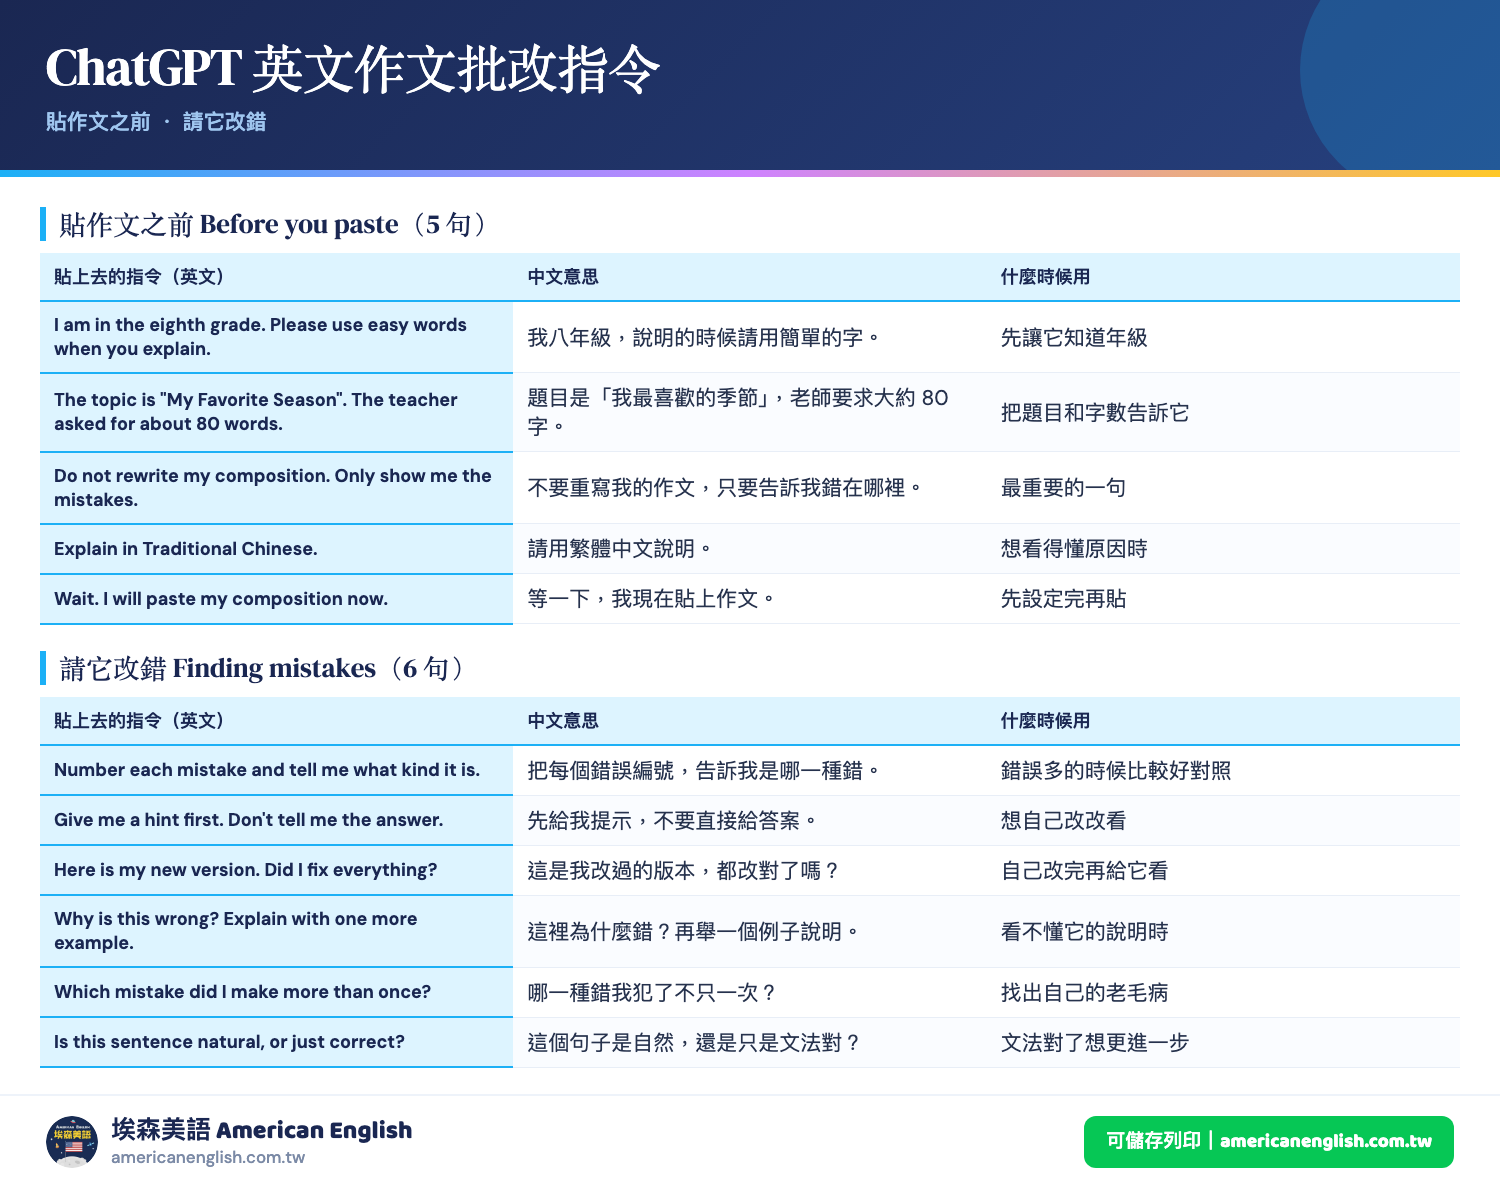 ChatGPT 英文作文批改指令
貼作文之前 · 請它改錯
貼作文之前 Before you paste（5 句）
貼上去的指令（英文） 中文意思 什麼時候用
I am in the eighth grade. Please use easy words
when you explain.
我八年級，說明的時候請用簡單的字。
先讓它知道年級
The topic is "My Favorite Season". The teacher
asked for about 80 words.
題目是「我最喜歡的季節」，老師要求大約 80
字。
把題目和字數告訴它
Do not rewrite my composition. Only show me the
mistakes.
不要重寫我的作文，只要告訴我錯在哪裡。
最重要的一句
Explain in Traditional Chinese. 請用繁體中文說明。 想看得懂原因時
Wait. I will paste my composition now. 等一下，我現在貼上作文。 先設定完再貼
請它改錯 Finding mistakes（6 句）
貼上去的指令（英文） 中文意思 什麼時候用
Number each mistake and tell me what kind it is. 把每個錯誤編號，告訴我是哪一種錯。 錯誤多的時候比較好對照
Give me a hint first. Don't tell me the answer. 先給我提示，不要直接給答案。 想自己改改看
Here is my new version. Did I fix everything? 這是我改過的版本，都改對了嗎？ 自己改完再給它看
Why is this wrong? Explain with one more
example.
這裡為什麼錯？再舉一個例子說明。
看不懂它的說明時
Which mistake did I make more than once? 哪一種錯我犯了不只一次？ 找出自己的老毛病
Is this sentence natural, or just correct? 這個句子是自然，還是只是文法對？ 文法對了想更進一步
埃森美語 American English
americanenglish.com.tw
可儲存列印｜americanenglish.com.tw
埃森美語